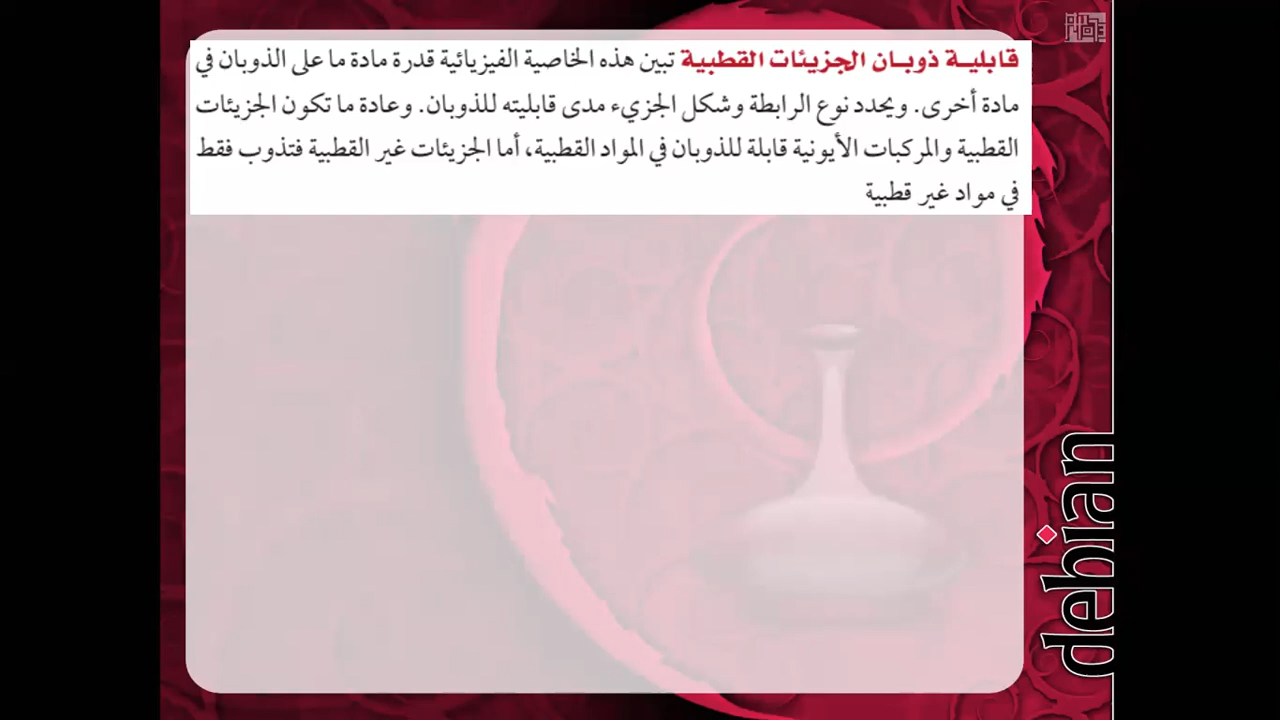 قابلية ذوبان الجزيئات القطبية تبين هذه الخاصية الفيزيائية قدرة مادة ما على الذوبان في
مادة أخرى. ويحدد نوع الرابطة وشكل الجزيء مدى قابليته للذوبان. وعادة ما تكون الجزيئات
القطبية والمركبات الأيونية قابلة للذوبان في المواد القطبية، أما الجزيئات غير القطبية فتذوب فقط
في مواد غير قطبية
debian